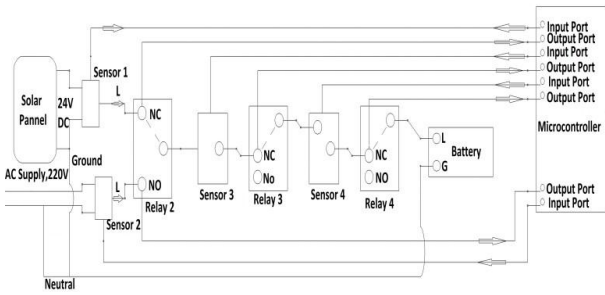 Input Port
Output Port
Input Port
Output Port
Input Port
Output Port
Microcontroller
Sensor 1
L
24V
DC
Solar
Pannel
NC
NO
Relay 2
Sensor 3
NC
No
Relay 3
Sensor 4
NC
NO
Relay 4
L
G
Battery
Ground
AC Supply,220V
L
Sensor 2
Output Port
Input Port
Neutral